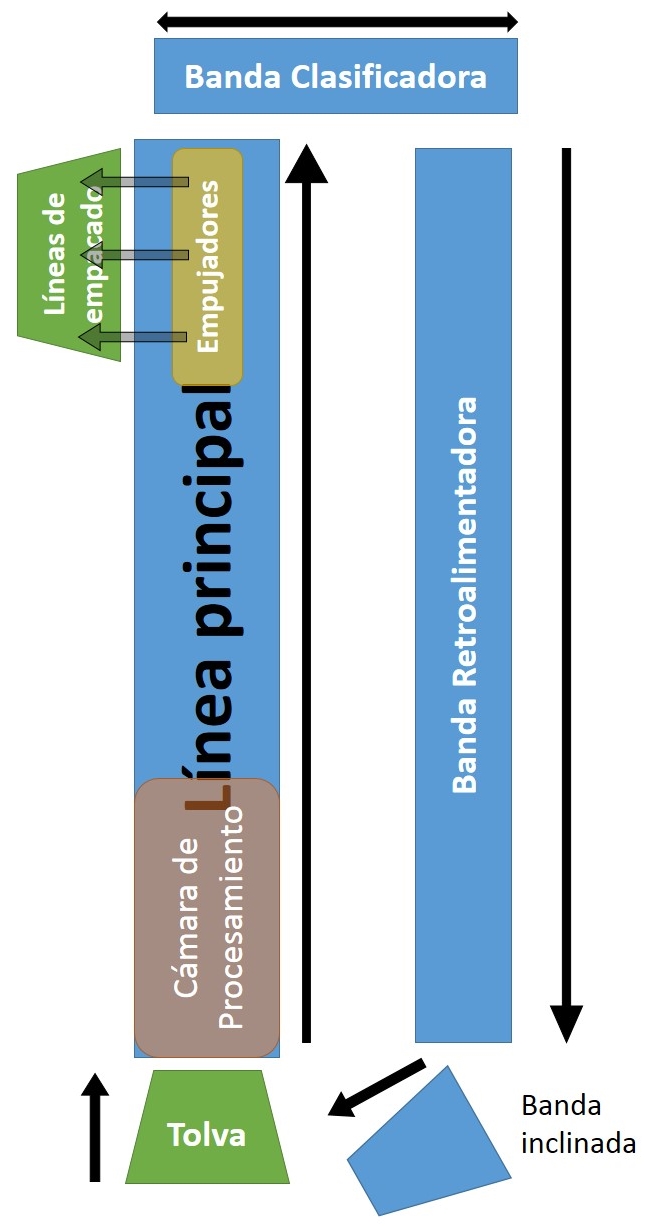 Banda Clasificadora
Líneas de
empacado
Empujadores
Línea principal
Banda Retroalimentadora
Cámara de
Procesamiento
Tolva
Banda
inclinada